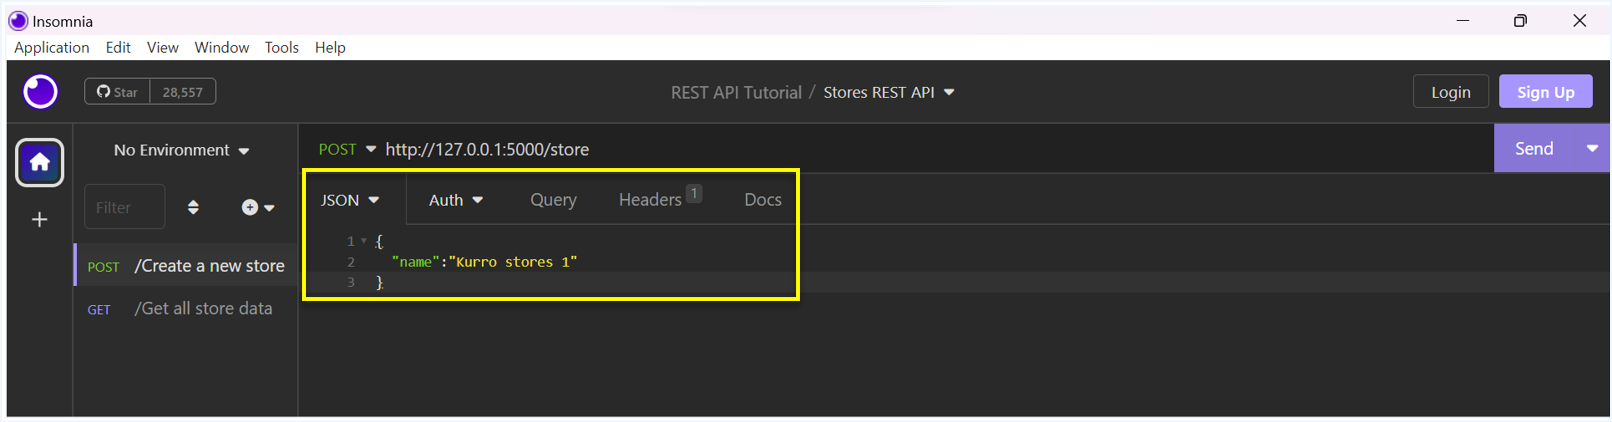 Insomnia
Application Edit View Window Tools Help
Star 28,557 REST API Tutorial / Stores REST API Login Sign Up
No Environment POST http://127.0.0.1:5000/store Send
Filter JSON Auth Query Headers 1 Docs
1 {
2 "name":"Kurro stores 1"
3 }
POST /Create a new store
GET /Get all store data